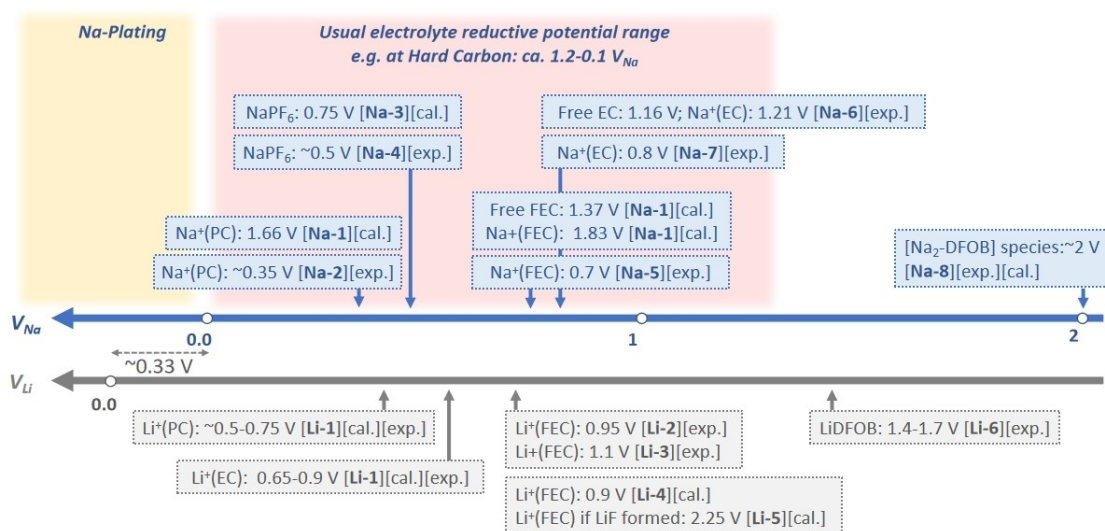 Na-Plating
Usual electrolyte reductive potential range
e.g. at Hard Carbon: ca. 1.2-0.1 V_Na
NaPF₆: 0.75 V [Na-3][cal.]
NaPF₆: ~0.5 V [Na-4][exp.]
Free EC: 1.16 V; Na⁺(EC): 1.21 V [Na-6][exp.]
Na⁺(EC): 0.8 V [Na-7][exp.]
Na⁺(PC): 1.66 V [Na-1][cal.]
Na⁺(PC): ~0.35 V [Na-2][exp.]
Free FEC: 1.37 V [Na-1][cal.]
Na+(FEC): 1.83 V [Na-1][cal.]
Na⁺(FEC): 0.7 V [Na-5][exp.]
[Na₂-DFOB] species:~2 V
[Na-8][exp.][cal.]
V_Na
0.0
1
2
~0.33 V
V_Li
0.0
Li⁺(PC): ~0.5-0.75 V [Li-1][cal.][exp.]
Li⁺(EC): 0.65-0.9 V [Li-1][cal.][exp.]
Li⁺(FEC): 0.95 V [Li-2][exp.]
Li+(FEC): 1.1 V [Li-3][exp.]
Li⁺(FEC): 0.9 V [Li-4][cal.]
Li⁺(FEC) if LiF formed: 2.25 V [Li-5][cal.]
LiDFOB: 1.4-1.7 V [Li-6][exp.]